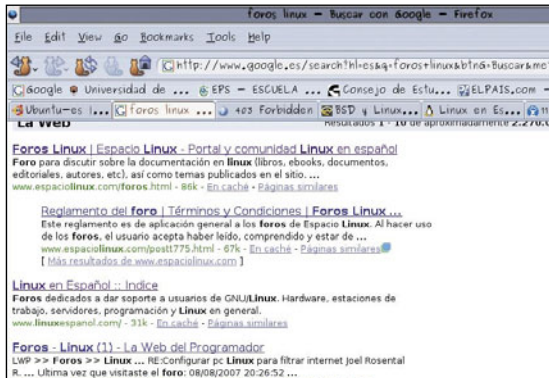 foros linux - Buscar con Google - Firefox
File Edit View Go Bookmarks Tools Help
http://www.google.es/search?hl=es&q=foros+linux&btnG=Buscar&me
Google Universidad de ... EPS - ESCUELA ... Consejo de Estu... ELPAIS.com -
Ubuntu-es |... foros linux ... 403 Forbidden BSD y Linux... Linux en Es... 11
La Web Resultados 1 - 10 de aproximadamente 2.270.0
Foros Linux | Espacio Linux - Portal y comunidad Linux en español
Foro para discutir sobre la documentación en linux (libros, ebooks, documentos,
editoriales, autores, etc), así como temas publicados en el sitio. ...
www.espaciolinux.com/foros.html - 86k - En caché - Páginas similares
Reglamento del foro | Términos y Condiciones | Foros Linux ...
Este reglamento es de aplicación general a los foros de Espacio Linux. Al hacer uso
de los foros, el usuario acepta haber leído, comprendido y estar de ...
www.espaciolinux.com/postt775.html - 67k - En caché - Páginas similares
[ Más resultados de www.espaciolinux.com ]
Linux en Español :: Indice
Foros dedicados a dar soporte a usuarios de GNU/Linux. Hardware, estaciones de
trabajo, servidores, programación y Linux en general.
www.linuxespanol.com/ - 31k - En caché - Páginas similares
Foros - Linux (1) - La Web del Programador
LWP >> Foros >> Linux ... RE:Configurar pc Linux para filtrar internet Joel Rosental
R. ... Ultima vez que visitaste el foro: 08/08/2007 20:26:52 ...